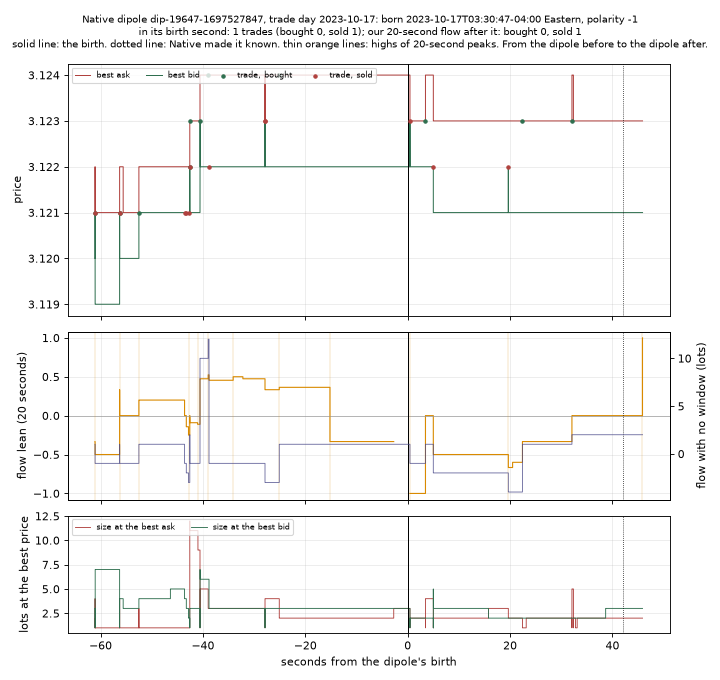 Native dipole dip-19647-1697527847, trade day 2023-10-17: born 2023-10-17T03:30:47-04:00 Eastern, polarity -1
in its birth second: 1 trades (bought 0, sold 1); our 20-second flow after it: bought 0, sold 1
solid line: the birth. dotted line: Native made it known. thin orange lines: highs of 20-second peaks. From the dipole before to the dipole after.
best ask
best bid
trade, bought
trade, sold
3.124
3.123
3.122
3.121
3.120
3.119
price
1.0
0.5
0.0
−0.5
−1.0
flow lean (20 seconds)
10
5
0
flow with no window (lots)
size at the best ask
size at the best bid
12.5
10.0
7.5
5.0
2.5
lots at the best price
−60
−40
−20
0
20
40
seconds from the dipole's birth